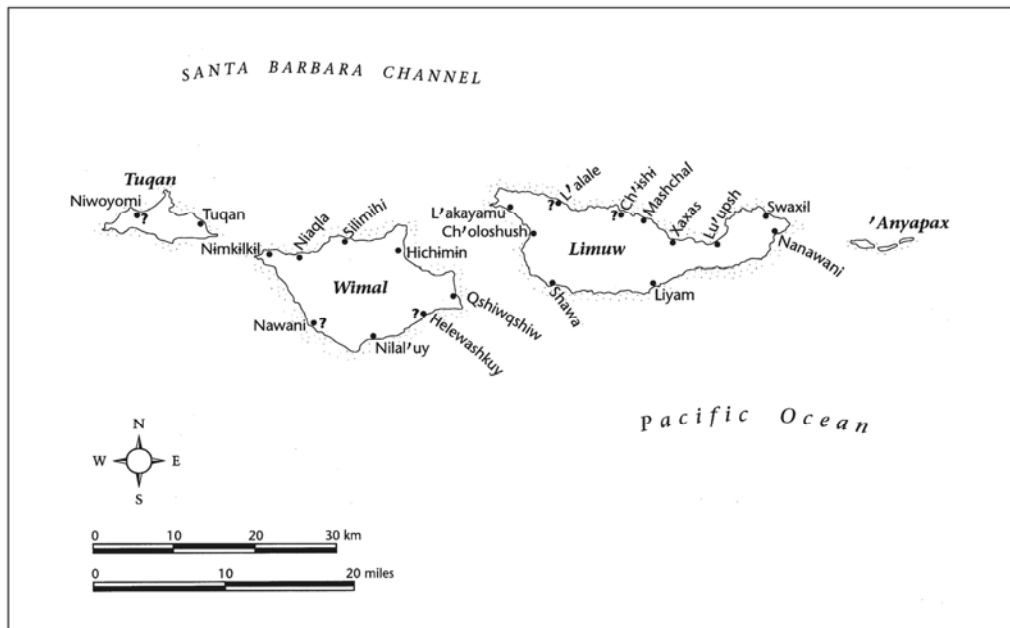 SANTA BARBARA CHANNEL
Tuqan
Niwoyomi
?
Tuqan
Nimkilkil
Niaqla
Silimihi
Hichimin
Wimal
Qshiwqshiw
Nawani
?
?
Helewashkuy
Nilal'uy
L'akayamu
Ch'oloshush
?
L'alale
?
Ch'ishi
Mashchal
Xaxas
Lu'upsh
Swaxil
Nanawani
Limuw
Shawa
Liyam
'Anyapax
Pacific Ocean
N
W E
S
0 10 20 30 km
0 10 20 miles